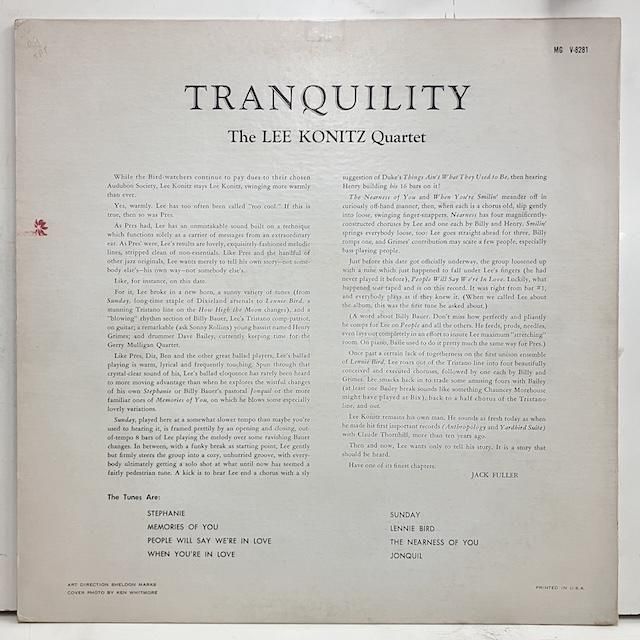 MG V-8281
TRANQUILITY
The LEE KONITZ Quartet
While the Bird-watchers continue to pay dues to their chosen
Audubon Society, Lee Konitz stays Lee Konitz, swinging more warmly
than ever.
Yes, warmly. Lee has too often been called "too cool." If this is
true, then so was Pres.
As Pres had, Lee has an unmistakable sound built on a technique
which functions solely as a carrier of messages from an extraordinary
ear. As Pres' were, Lee's results are lovely, exquisitely-fashioned melodic
lines, stripped clean of non-essentials. Like Pres and the handful of
other jazz originals, Lee wants merely to tell his own story—not some-
body else's—his own way—not somebody else's.
Like, for instance, on this date.
For it, Lee broke in a new horn, a sunny variety of tunes (from
Sunday, long-time staple of Dixieland arsenals to Lennie Bird, a
stunning Tristano line on the How High the Moon changes), and a
"blowing" rhythm section of Billy Bauer, Lee's Tristano comp-patriot,
on guitar; a remarkable (ask Sonny Rollins) young bassist named Henry
Grimes; and drummer Dave Bailey, currently keeping time for the
Gerry Mulligan Quartet.
Like Pres, Diz, Ben and the other great ballad players, Lee's ballad
playing is warm, lyrical and frequently touching. Spun through that
crystal-clear sound of his, Lee's ballad eloquence has rarely been heard
to more moving advantage than when he explores the wistful changes
of his own Stephanie or Billy Bauer's pastoral Jonquil or the more
familiar ones of Memories of You, on which he blows some especially
lovely variations.
Sunday, played here at a somewhat slower tempo than maybe you're
used to hearing it, is framed prettily by an opening and closing, out-
of-tempo 8 bars of Lee playing the melody over some ravishing Bauer
changes. In between, with a funky break as starting point, Lee gently
but firmly steers the group into a cozy, unhurried groove, with every-
body ultimately getting a solo shot at what until now has seemed a
fairly pedestrian tune. A kick is to hear Lee end a chorus with a sly
suggestion of Duke's Things Ain't What They Used to Be, then hearing
Henry building his 16 bars on it!
The Nearness of You and When You're Smilin' meander off in
curiously off-hand manner, then, when each is a chorus old, slip gently
into loose, swinging finger-snappers. Nearness has four magnificently-
constructed choruses by Lee and one each by Billy and Henry. Smilin'
springs everybody loose, too: Lee goes straight-ahead for three, Billy
romps one, and Grimes' contribution may scare a few people, especially
bass-playing people.
Just before this date got officially underway, the group loosened up
with a tune which just happened to fall under Lee's fingers (he had
never played it before), People Will Say We're In Love. Luckily, what
happened was taped and is on this record. It was right from bar #1,
and everybody plays as if they knew it. (When we called Lee about
the album, this was the first tune he asked about.)
(A word about Billy Bauer. Don't miss how perfectly and pliantly
he comps for Lee on People and all the others. He feeds, prods, needles,
even lays out completely in an effort to insure Lee maximum "stretching"
room. On piano, Basie used to do it pretty much the same way for Pres.)
Once past a certain lack of togetherness on the first unison ensemble
of Lennie Bird, Lee roars out of the Tristano line into four beautifully
conceived and executed choruses, followed by one each by Billy and
Grimes. Lee smacks back in to trade some amusing fours with Bailey
(at least one Bailey break sounds like something Chauncey Morehouse
might have played at Bix); back to a half chorus of the Tristano
line, and out.
Lee Konitz remains his own man. He sounds as fresh today as when
he made his first important records (Anthropology and Yardbird Suite)
with Claude Thornhill, more than ten years ago.
Then and now, Lee wants only to tell his story. It is a story that
should be heard.
Have one of its finest chapters.
JACK FULLER
The Tunes Are:
STEPHANIE
MEMORIES OF YOU
PEOPLE WILL SAY WE'RE IN LOVE
WHEN YOU'RE IN LOVE
SUNDAY
LENNIE BIRD
THE NEARNESS OF YOU
JONQUIL
ART DIRECTION SHELDON MARKS
COVER PHOTO BY KEN WHITMORE
PRINTED IN U.S.A.